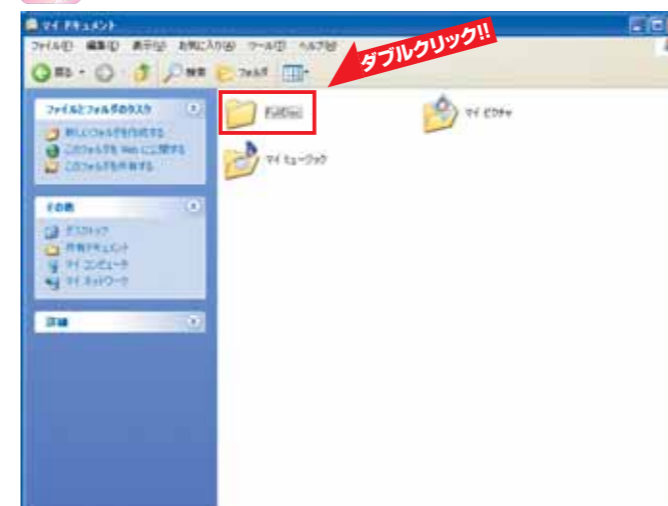 マイ ドキュメント
ファイル(F) 編集(E) 表示(V) お気に入り(A) ツール(T) ヘルプ(H)
戻る 検索 フォルダ
ダブルクリック!!
ファイルとフォルダのタスク
新しいフォルダを作成する
このフォルダを Web に公開する
このフォルダを共有する
マイ ピクチャ
マイ ミュージック
その他
デスクトップ
共有ドキュメント
マイ コンピュータ
マイ ネットワーク
詳細